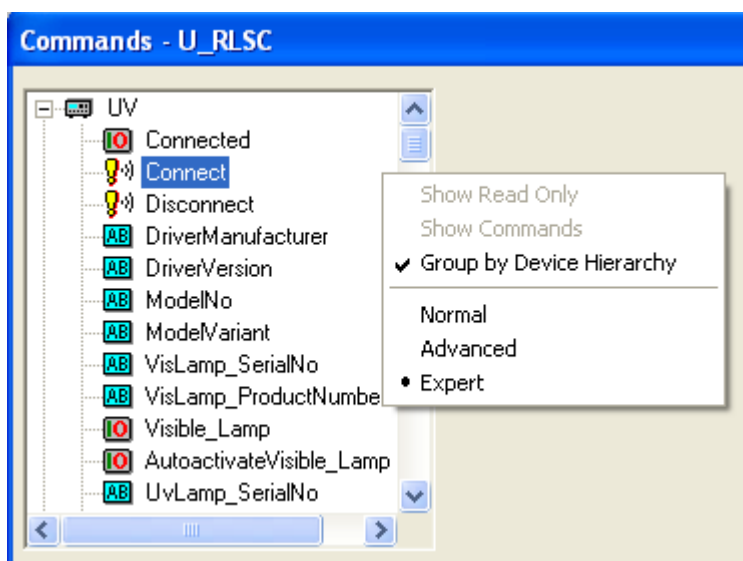 Commands - U_RLSC
UV
Connected
Connect
Disconnect
DriverManufacturer
DriverVersion
ModelNo
ModelVariant
VisLamp_SerialNo
VisLamp_ProductNumbe
Visible_Lamp
AutoactivateVisible_Lamp
UvLamp_SerialNo
Show Read Only
Show Commands
Group by Device Hierarchy
Normal
Advanced
Expert